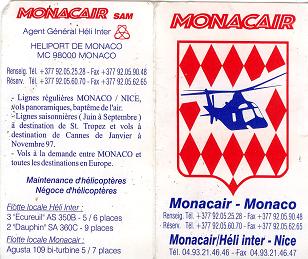 MONACAIR SAM
Agent Général Héli Inter
HELIPORT DE MONACO
MC 98000 MONACO
Renseig. Tél. +377 92.05.25.28 - Fax +377 92.05.90.48
Réserv. Tél. +377 92.05.60.70 - Fax +377 92.05.62.65
- Lignes régulières MONACO / NICE,
vols panoramiques, baptême de l'air.
- Lignes saisonnières ( Juin à Septembre )
à destination de St. Tropez et vols à
destination de Cannes de Janvier à
Novembre 97.
- Vols à la demande entre MONACO et
toutes les destinations en Europe.
Maintenance d'hélicoptères
Négoce d'hélicoptères
Flotte locale Héli Inter :
3 "Ecureuil" AS 350B - 5 / 6 places
2 "Dauphin" SA 360C - 9 places
Flotte locale Monacair :
Agusta 109 bi-turbine 5 / 7 places
MONACAIR
Monacair - Monaco
Renseig. Tél. +377 92.05.25.28 - Fax +377 92.05.90.48
Réserv. Tél. +377 92.05.60.70 - Fax +377 92.05.62.65
Monacair/Héli inter - Nice
Tél. 04.93.21.46.46 - Fax 04.93.21.46.47